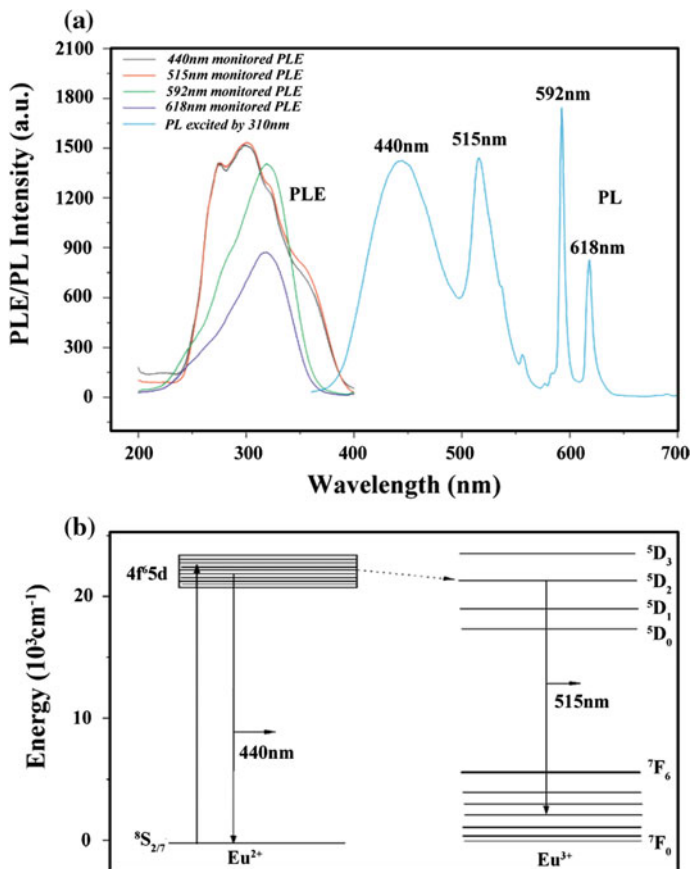 (a)
2100
1800
1500
1200
900
600
300
0
PLE/PL Intensity (a.u.)
440nm monitored PLE
515nm monitored PLE
592nm monitored PLE
618nm monitored PLE
PL excited by 310nm
PLE
440nm
515nm
592nm
PL
618nm
200 300 400 500 600 700
Wavelength (nm)
(b)
Energy (10³cm⁻¹)
20
10
0
4f⁶5d
440nm
⁸S₂/₇
Eu²⁺
⁵D₃
⁵D₂
⁵D₁
⁵D₀
515nm
⁷F₆
⁷F₀
Eu³⁺